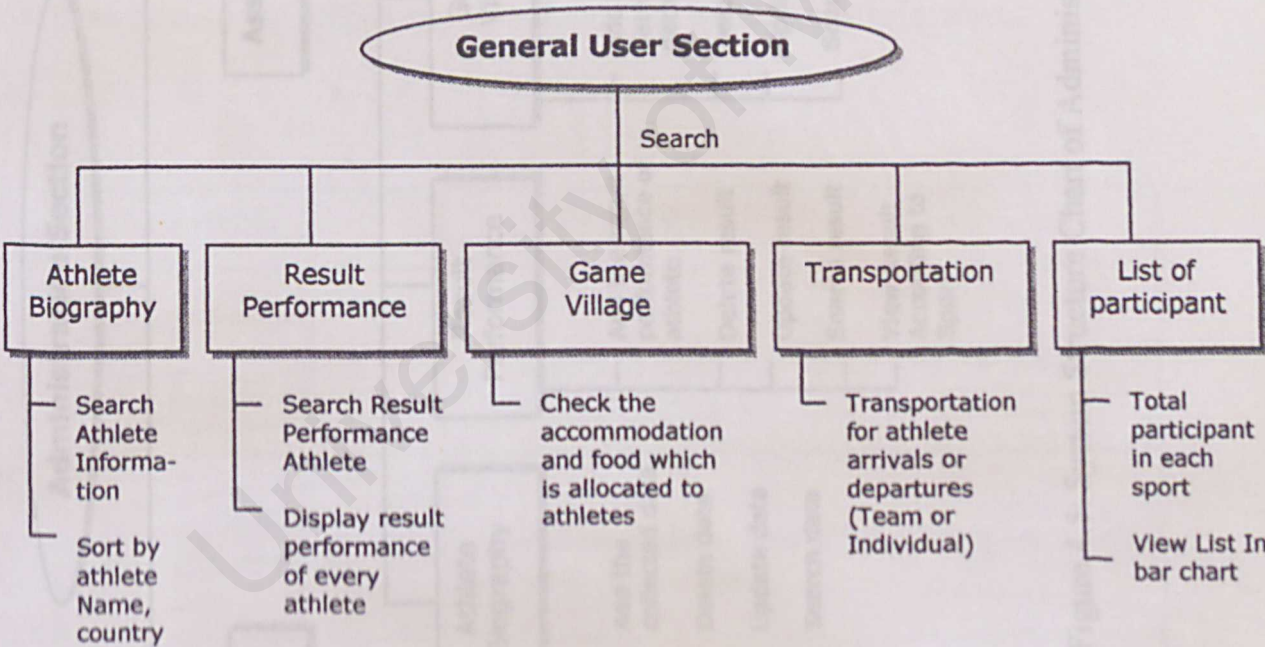 General User Section
Search
Athlete
Biography
Result
Performance
Game
Village
Transportation
List of
participant
Search
Athlete
Informa-
tion
Sort by
athlete
Name,
country
Search Result
Performance
Athlete
Display result
performance
of every
athlete
Check the
accommodation
and food which
is allocated to
athletes
Transportation
for athlete
arrivals or
departures
(Team or
Individual)
Total
participant
in each
sport
View List In
bar chart
University of M